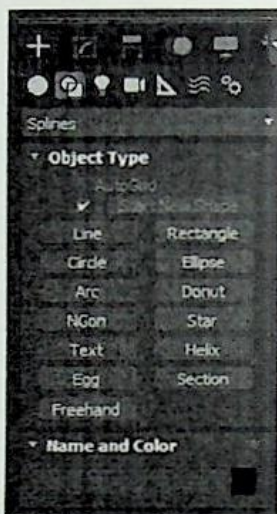 Splines
Object Type
AutoGrid
Start New Shape
Line Rectangle
Circle Ellipse
Arc Donut
NGon Star
Text Helix
Egg Section
Freehand
Name and Color